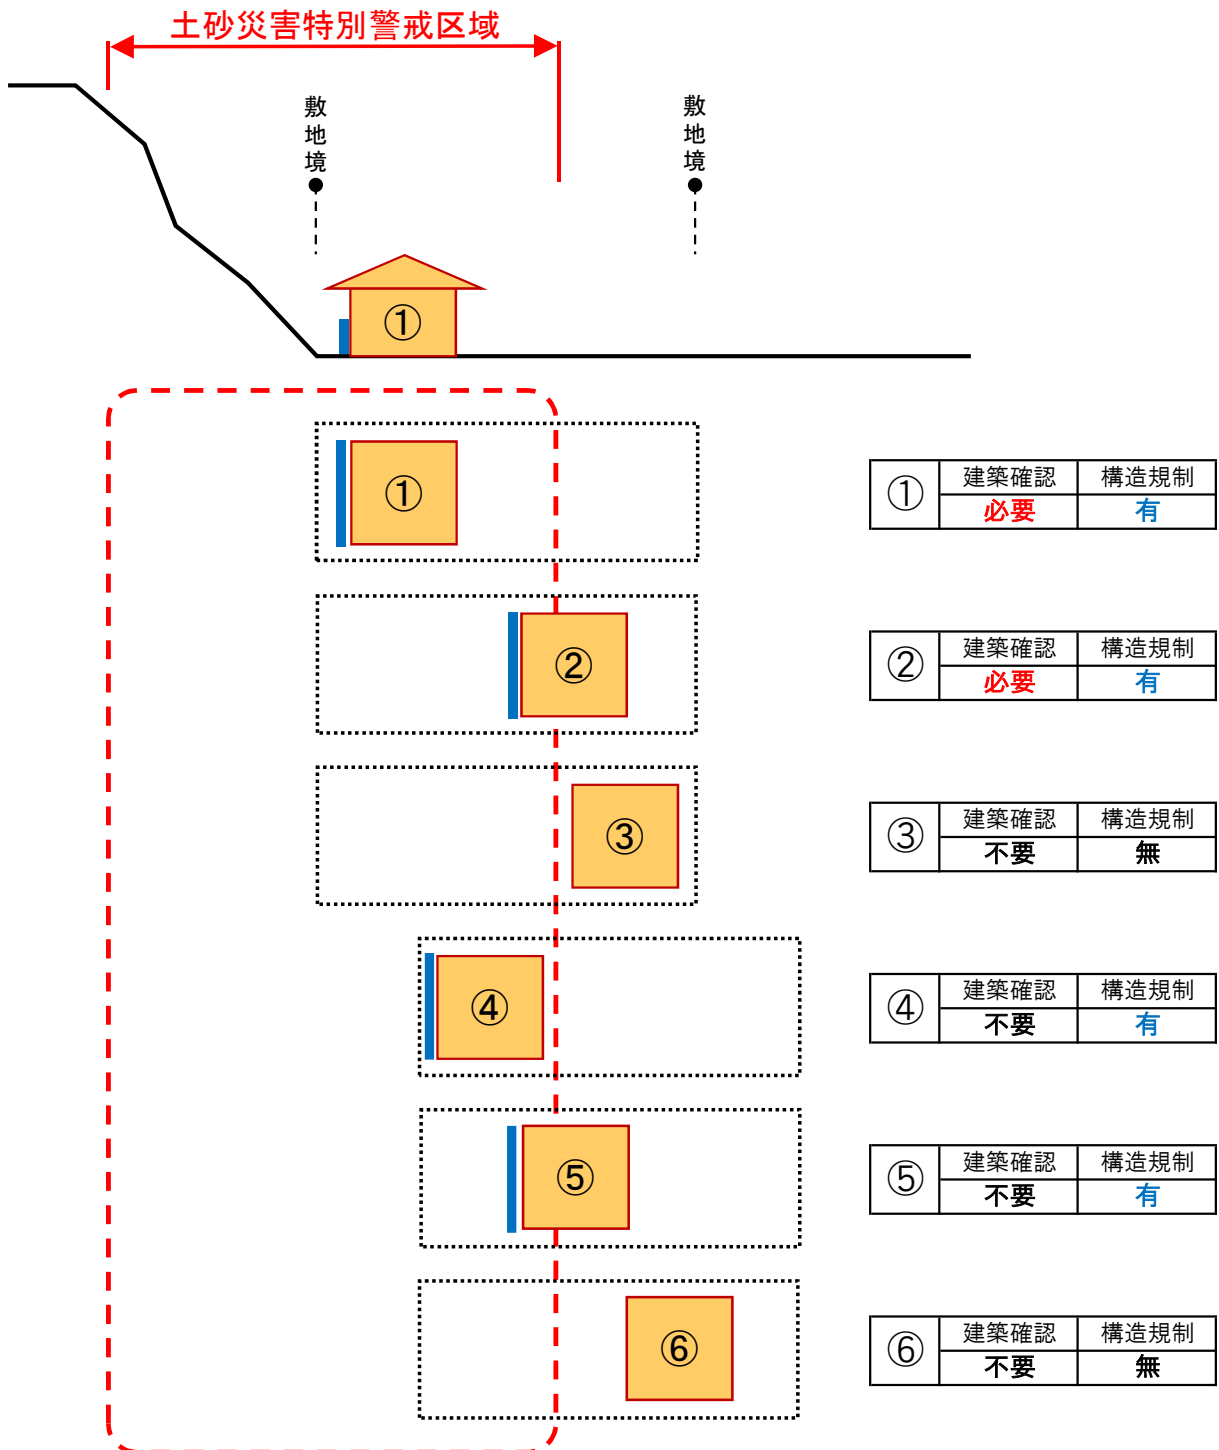 土砂災害特別警戒区域
敷地境
敷地境
①
①
① 建築確認 構造規制
必要 有
②
② 建築確認 構造規制
必要 有
③
③ 建築確認 構造規制
不要 無
④
④ 建築確認 構造規制
不要 有
⑤
⑤ 建築確認 構造規制
不要 有
⑥
⑥ 建築確認 構造規制
不要 無